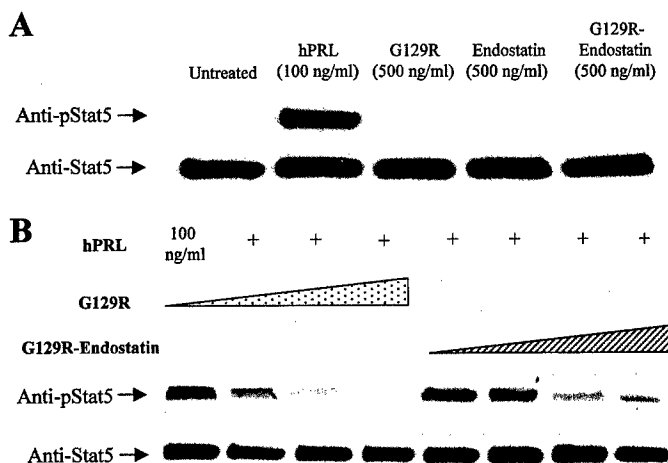 A
Untreated
hPRL
(100 ng/ml)
G129R
(500 ng/ml)
Endostatin
(500 ng/ml)
G129R-
Endostatin
(500 ng/ml)
Anti-pStat5
Anti-Stat5
B
hPRL
100
ng/ml
+ + + + + + +
G129R
G129R-Endostatin
Anti-pStat5
Anti-Stat5